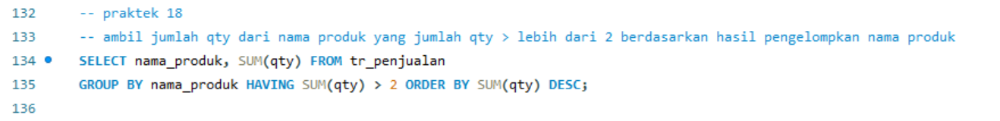 132 -- praktek 18
133 -- ambil jumlah qty dari nama produk yang jumlah qty > lebih dari 2 berdasarkan hasil pengelompkan nama produk
134 SELECT nama_produk, SUM(qty) FROM tr_penjualan
135 GROUP BY nama_produk HAVING SUM(qty) > 2 ORDER BY SUM(qty) DESC;
136